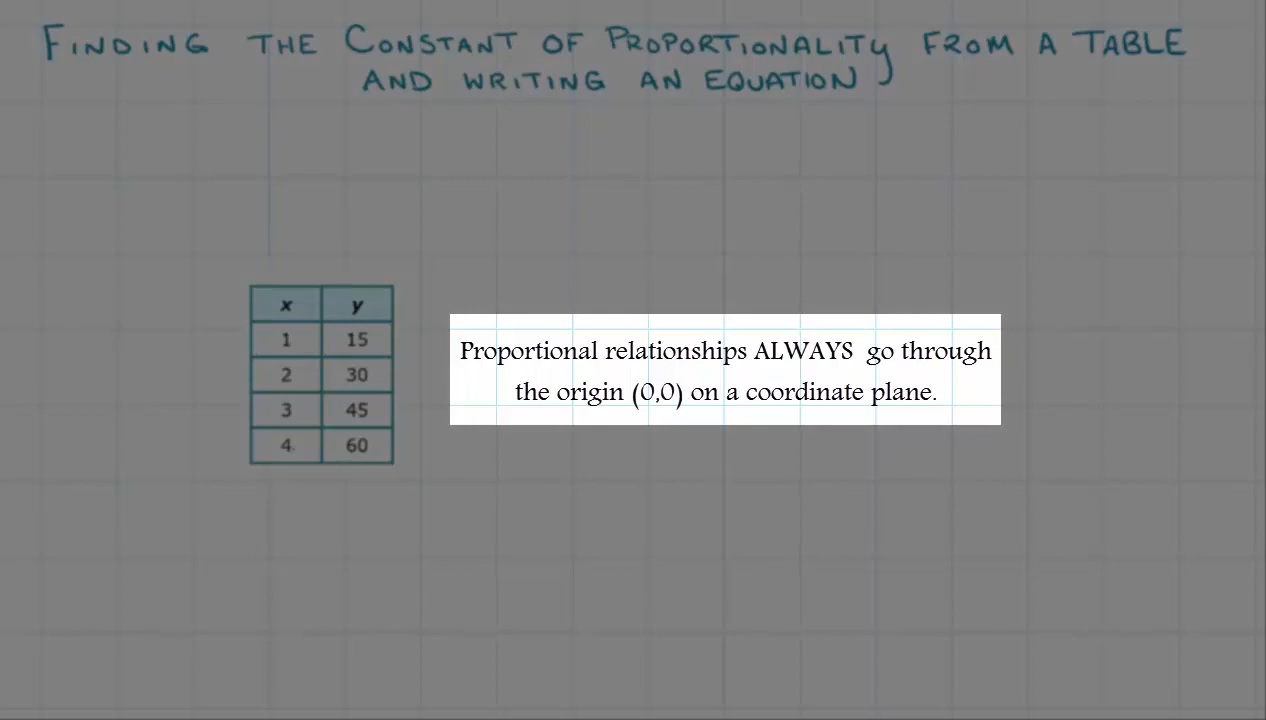 FINDING THE CONSTANT OF PROPORTIONALITY FROM A TABLE
AND WRITING AN EQUATION
x y
1 15
2 30
3 45
4 60
Proportional relationships ALWAYS go through
the origin (0,0) on a coordinate plane.